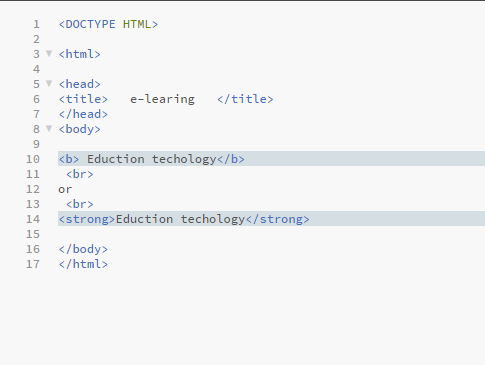 1 <DOCTYPE HTML>
2
3 <html>
4
5 <head>
6 <title>   e-learing   </title>
7 </head>
8 <body>
9
10 <b> Eduction techology</b>
11  <br>
12 or
13  <br>
14 <strong>Eduction techology</strong>
15
16 </body>
17 </html>